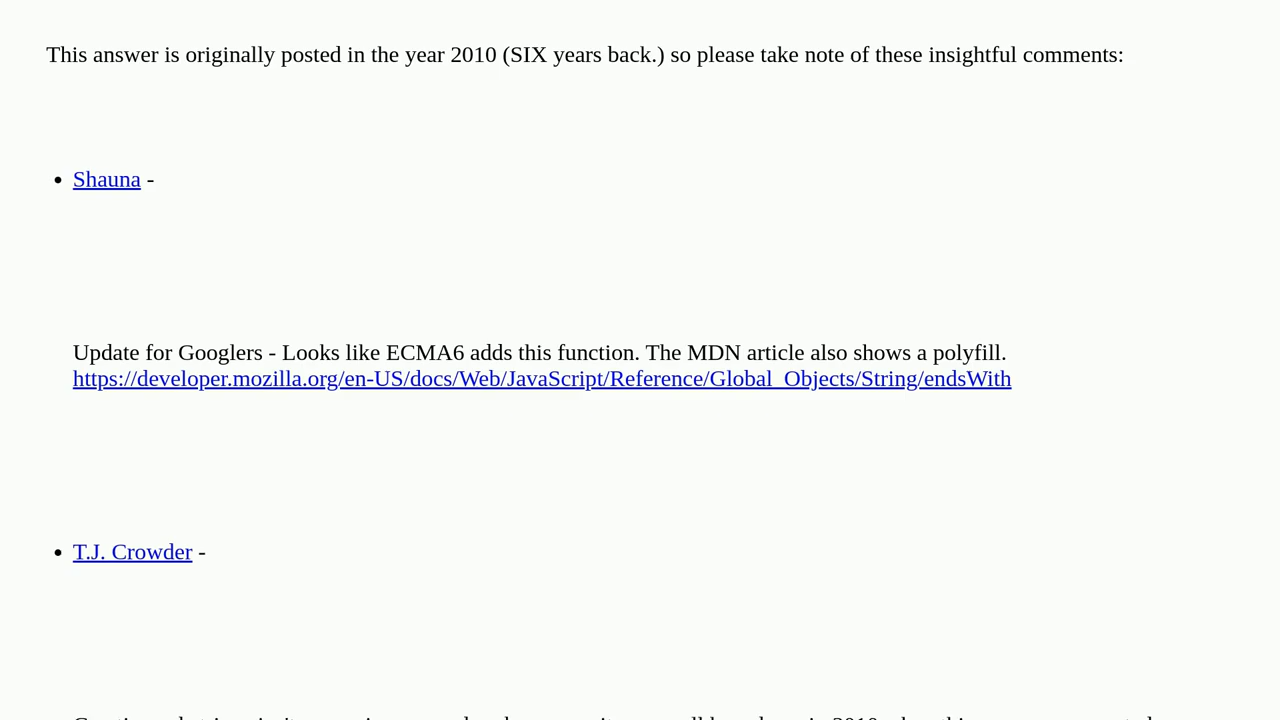 This answer is originally posted in the year 2010 (SIX years back.) so please take note of these insightful comments:
• Shauna -
Update for Googlers - Looks like ECMA6 adds this function. The MDN article also shows a polyfill.
https://developer.mozilla.org/en-US/docs/Web/JavaScript/Reference/Global_Objects/String/endsWith
• T.J. Crowder -